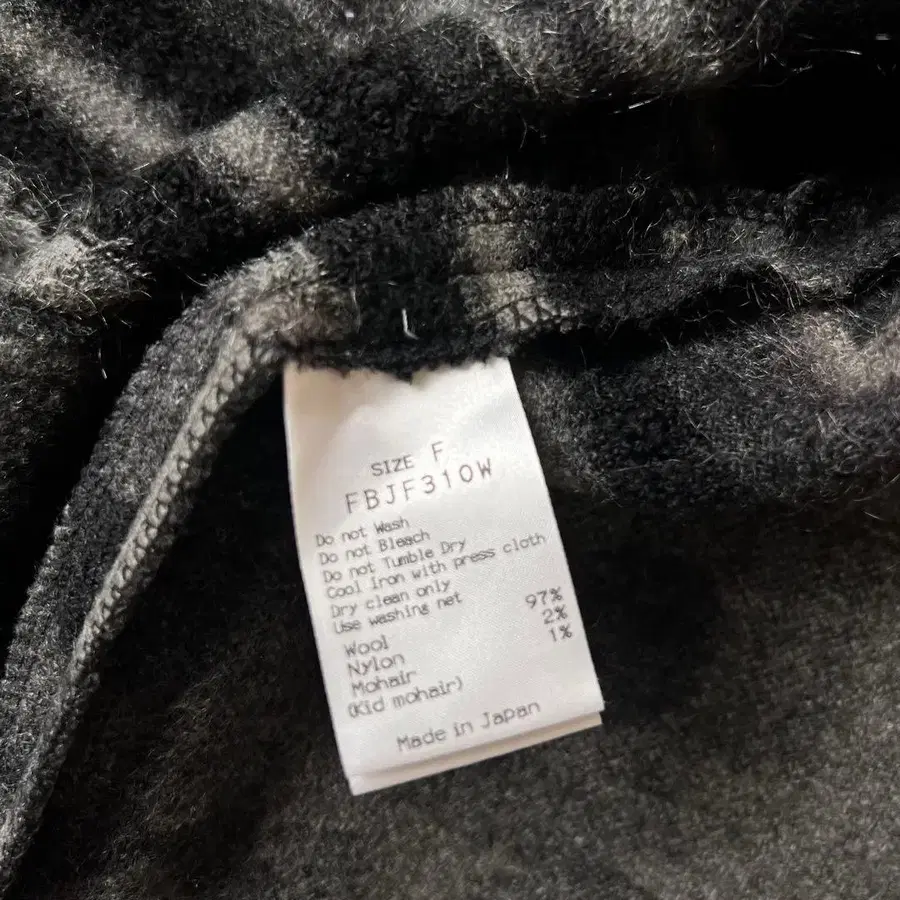 SIZE F
FBJF310W
Do not Wash
Do not Bleach
Do not Tumble Dry
Cool Iron with press cloth
Dry clean only
Use washing net
Wool 97%
Nylon 2%
Mohair 1%
(Kid mohair)
Made in Japan